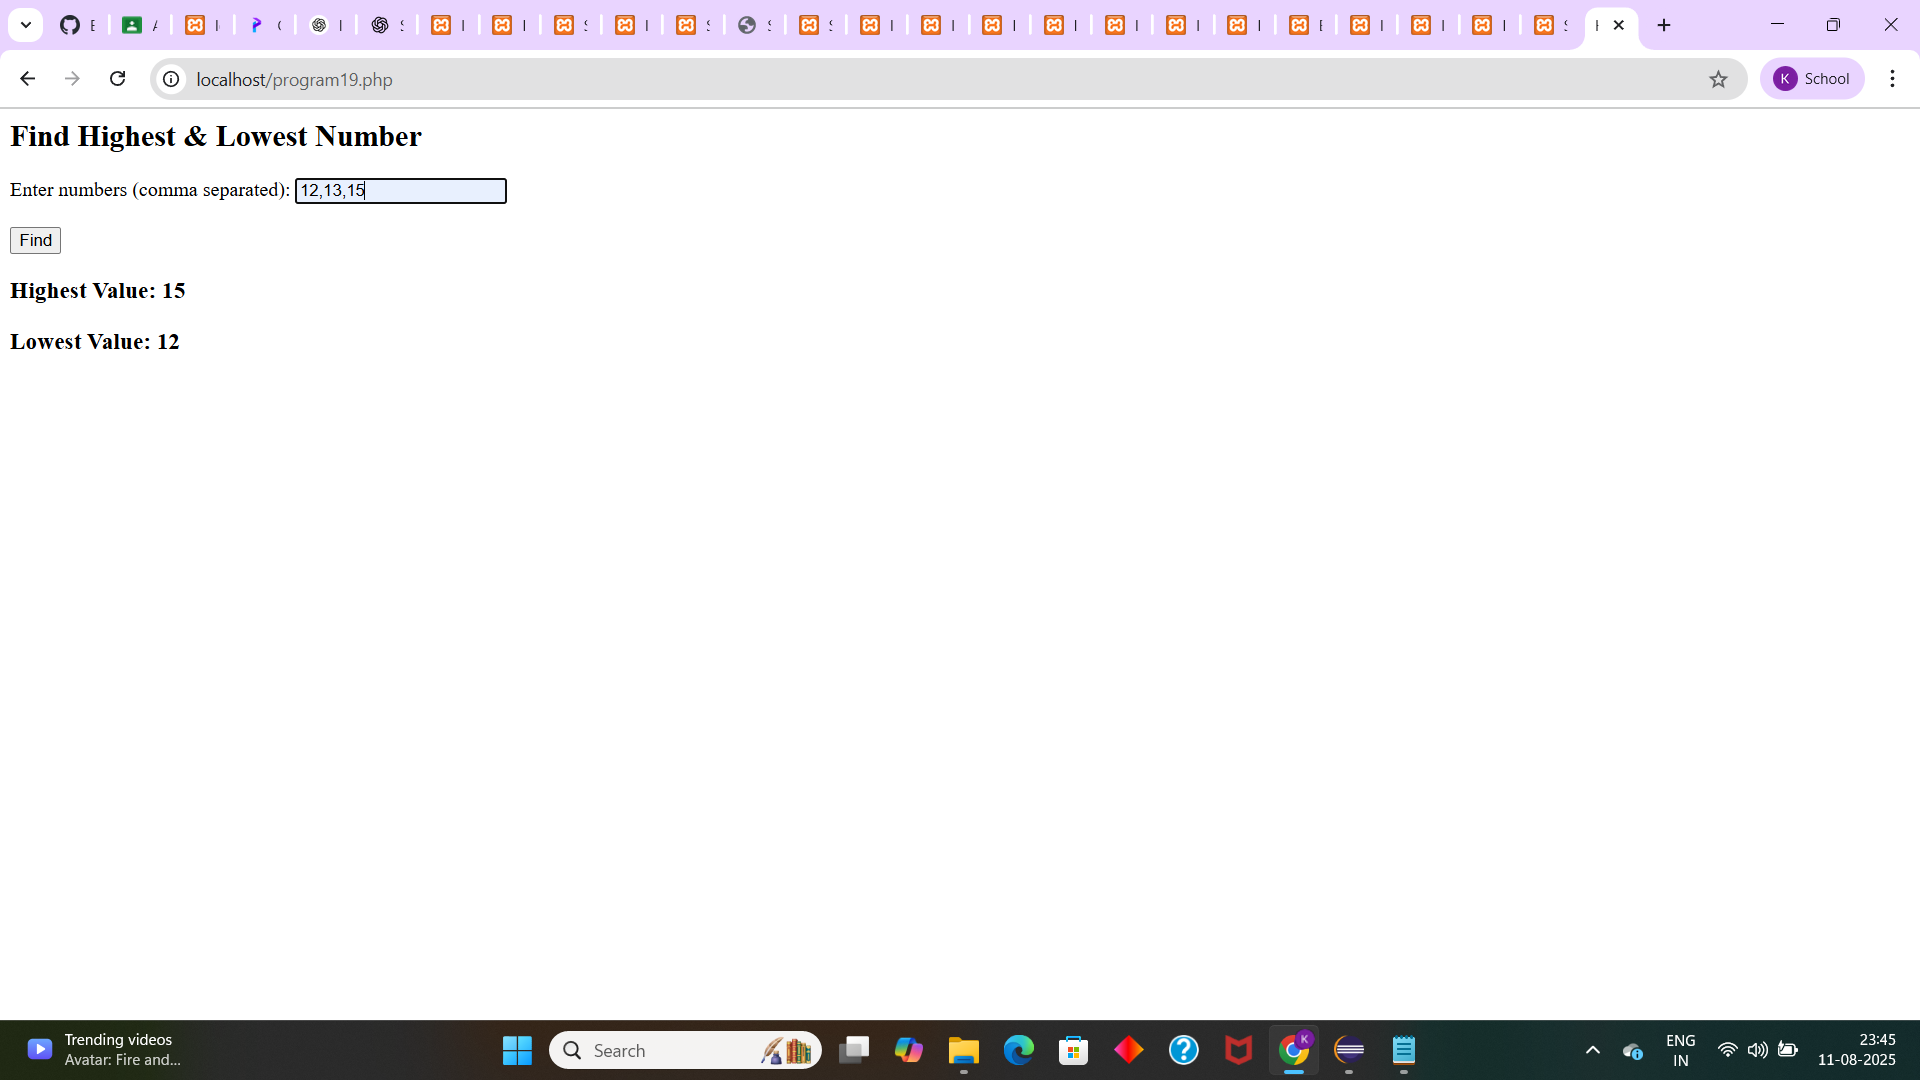 localhost/program19.php
K School
Find Highest & Lowest Number
Enter numbers (comma separated): 12,13,15
Find
Highest Value: 15
Lowest Value: 12
Trending videos
Avatar: Fire and...
Search
K
ENG
IN
23:45
11-08-2025